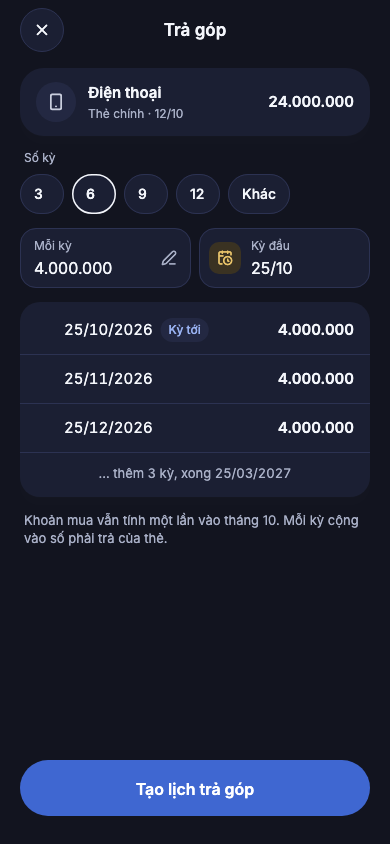 Trả góp
Điện thoại
Thẻ chính · 12/10
24.000.000
Số kỳ
3
6
9
12
Khác
Mỗi kỳ
4.000.000
Kỳ đầu
25/10
25/10/2026 Kỳ tới 4.000.000
25/11/2026 4.000.000
25/12/2026 4.000.000
... thêm 3 kỳ, xong 25/03/2027
Khoản mua vẫn tính một lần vào tháng 10. Mỗi kỳ cộng
vào số phải trả của thẻ.
Tạo lịch trả góp